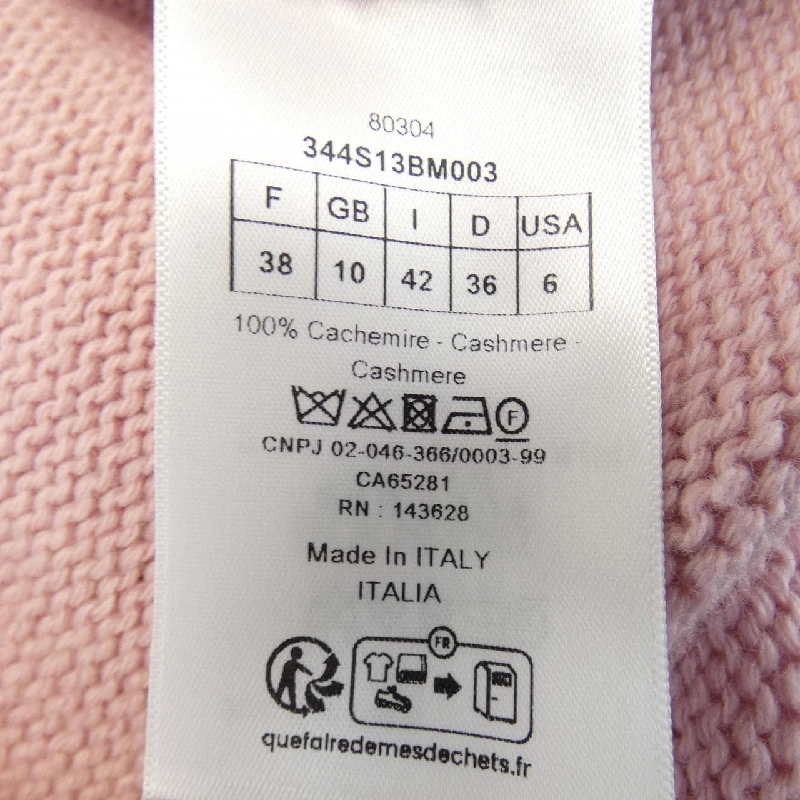 80304
344S13BM003
F GB I D USA
38 10 42 36 6
100% Cachemire - Cashmere -
Cashmere
F
CNPJ 02-046-366/0003-99
CA65281
RN : 143628
Made In ITALY
ITALIA
FR
quefairedemesdechets.fr